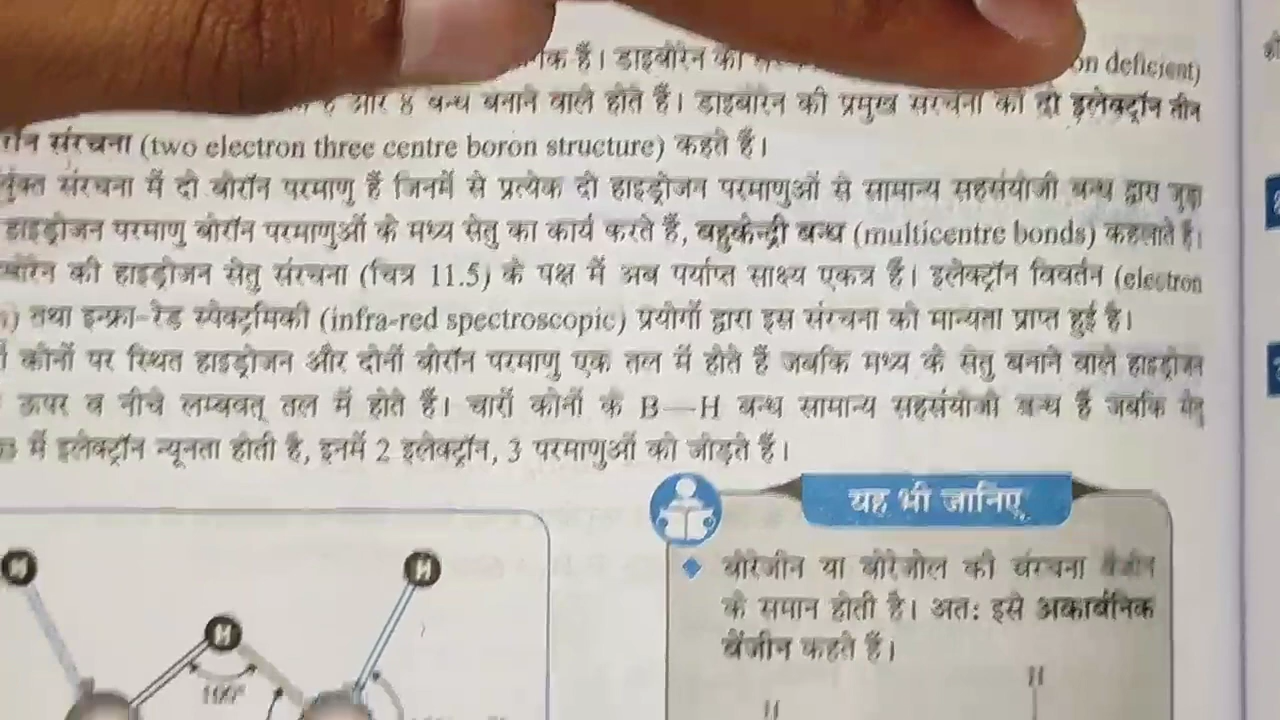 हैं। डाइबोरेन की deficient)
और 8 बन्ध बनाने वाले होते हैं। डाइबोरेन की प्रमुख संरचना को दो इलेक्ट्रॉन तीन
संरचना (two electron three centre boron structure) कहते हैं।
संरचना में दो बोरॉन परमाणु हैं जिनमें से प्रत्येक दो हाइड्रोजन परमाणुओं से सामान्य सहसंयोजी बन्ध द्वारा जुड़ा
हाइड्रोजन परमाणु बोरॉन परमाणुओं के मध्य सेतु का कार्य करते हैं, बहुकेन्द्री बन्ध (multicentre bonds) कहलाते हैं।
की हाइड्रोजन सेतु संरचना (चित्र 11.5) के पक्ष में अब पर्याप्त साक्ष्य एकत्र हैं। इलेक्ट्रॉन विवर्तन (electron
तथा इन्फ्रा-रेड स्पेक्ट्रमिकी (infra-red spectroscopic) प्रयोगों द्वारा इस संरचना को मान्यता प्राप्त हुई है।
कोनों पर स्थित हाइड्रोजन और दोनों बोरॉन परमाणु एक तल में होते हैं जबकि मध्य के सेतु बनाने वाले हाइड्रोजन
ऊपर व नीचे लम्बवत् तल में होते हैं। चारों कोनों के B—H बन्ध सामान्य सहसंयोजी बन्ध हैं जबकि सेतु
में इलेक्ट्रॉन न्यूनता होती है, इनमें 2 इलेक्ट्रॉन, 3 परमाणुओं को जोड़ते हैं।
यह भी जानिए
बोरेजीन या बोरेजोल की संरचना बेंजीन
के समान होती है। अतः इसे अकार्बनिक
बेंजीन कहते हैं।
H H
H
100°
H
H